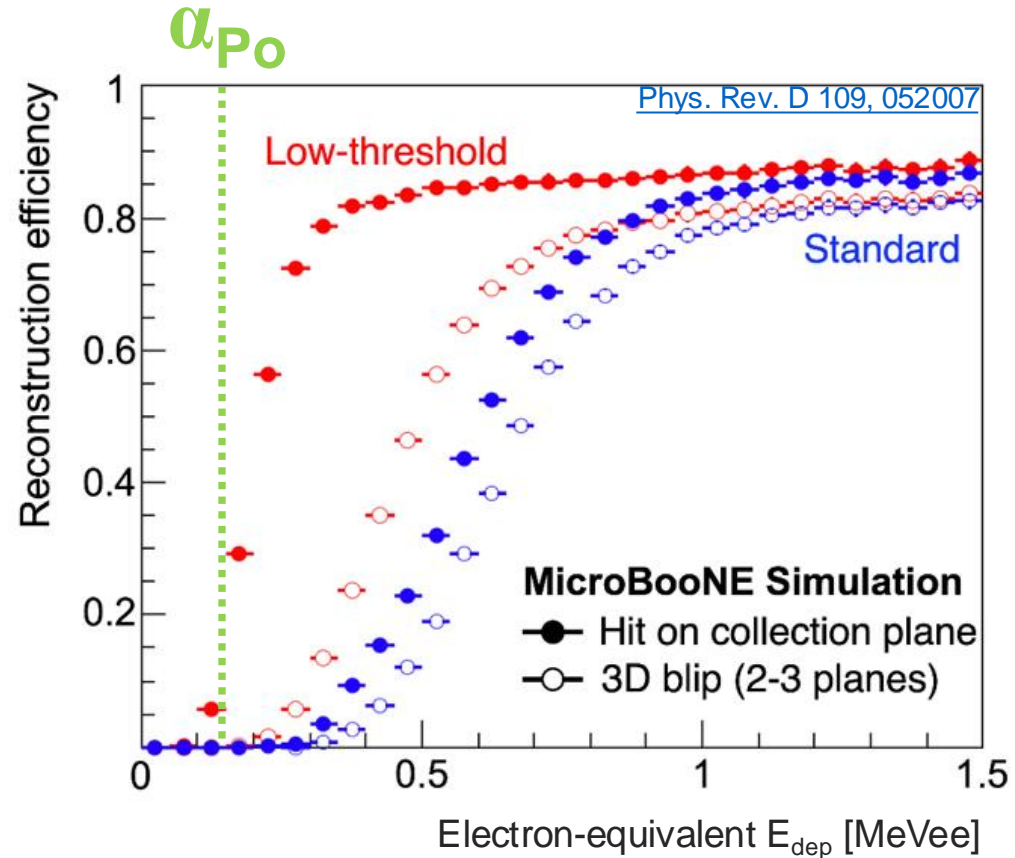 αPo
Phys. Rev. D 109, 052007
Low-threshold
Standard
MicroBooNE Simulation
Hit on collection plane
3D blip (2-3 planes)
Reconstruction efficiency
1
0.8
0.6
0.4
0.2
0 0.5 1 1.5
Electron-equivalent Edep [MeVee]